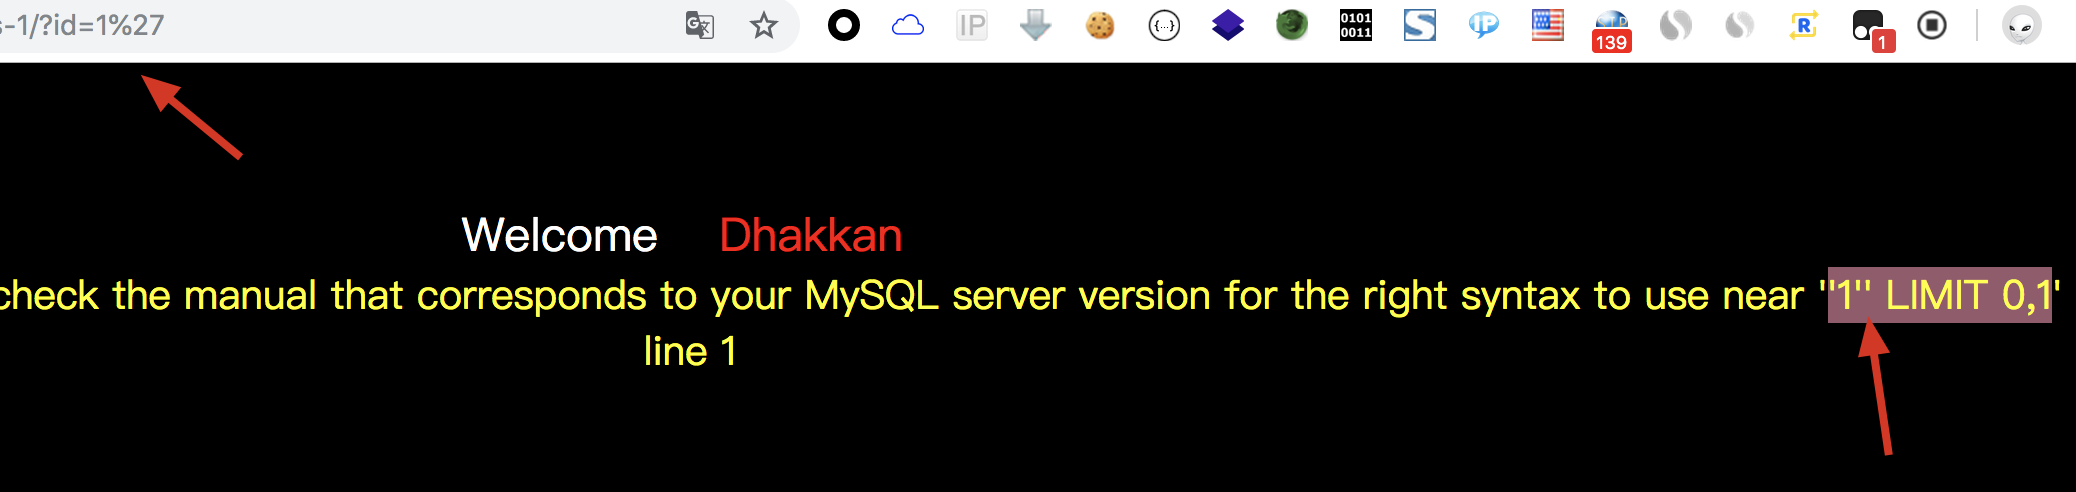 s-1/?id=1%27
IP
{...}
0101
0011
S
IP
139
R
1
Welcome Dhakkan
check the manual that corresponds to your MySQL server version for the right syntax to use near ''1'' LIMIT 0,1'
line 1